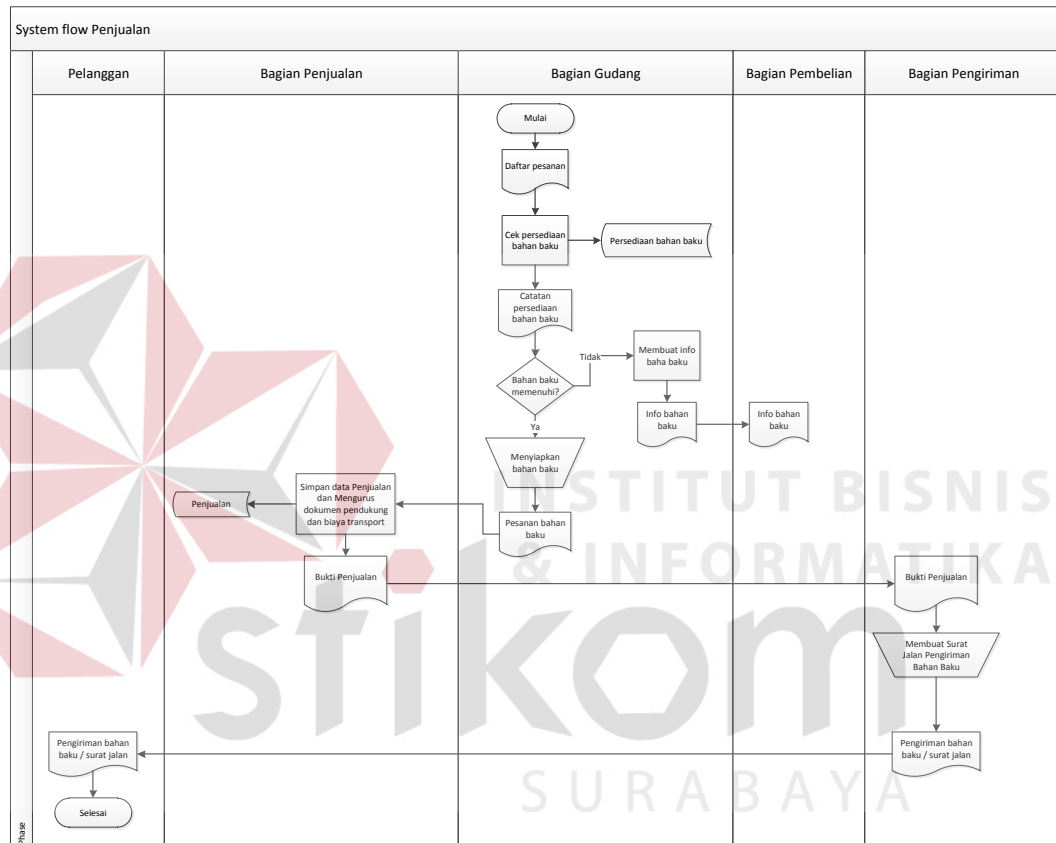 System flow Penjualan
Pelanggan
Bagian Penjualan
Bagian Gudang
Bagian Pembelian
Bagian Pengiriman
Mulai
Daftar pesanan
Cek persediaan
bahan baku
Persediaan bahan baku
Catatan
persediaan
bahan baku
Bahan baku
memenuhi?
Tidak
Membuat info
baha baku
Info bahan
baku
Info bahan
baku
Ya
Menyiapkan
bahan baku
Pesanan bahan
baku
Simpan data Penjualan
dan Mengurus
dokumen pendukung
dan biaya transport
Penjualan
Bukti Penjualan
Bukti Penjualan
Membuat Surat
Jalan Pengiriman
Bahan Baku
Pengiriman bahan
baku / surat jalan
Pengiriman bahan
baku / surat jalan
Selesai
Phase
INSTITUT BISNIS
& INFORMATIKA
stikom
SURABAYA